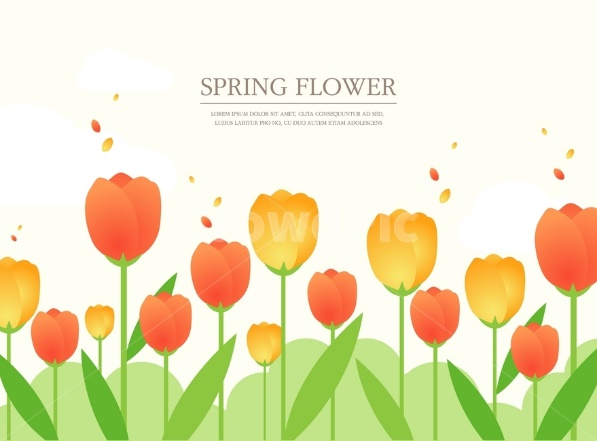 SPRING FLOWER
LOREM IPSUM DOLOR SIT AMET, CLITA CONSEQUUNTUR AD SED,
LUDUS LABITUR PRO NO, CU DUO AUTEM ETIAM ADOLESCENS